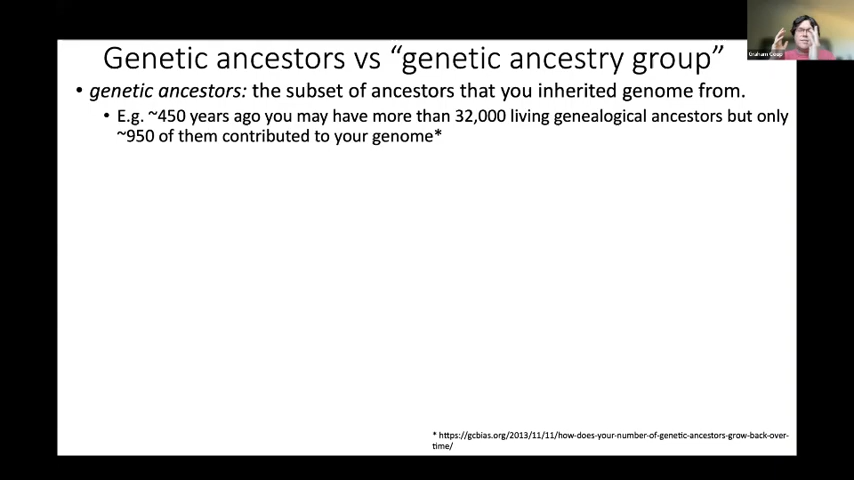 Genetic ancestors vs “genetic ancestry group”
• genetic ancestors: the subset of ancestors that you inherited genome from.
• E.g. ~450 years ago you may have more than 32,000 living genealogical ancestors but only
~950 of them contributed to your genome*
* https://gcbias.org/2013/11/11/how-does-your-number-of-genetic-ancestors-grow-back-over-
time/
Graham Coop